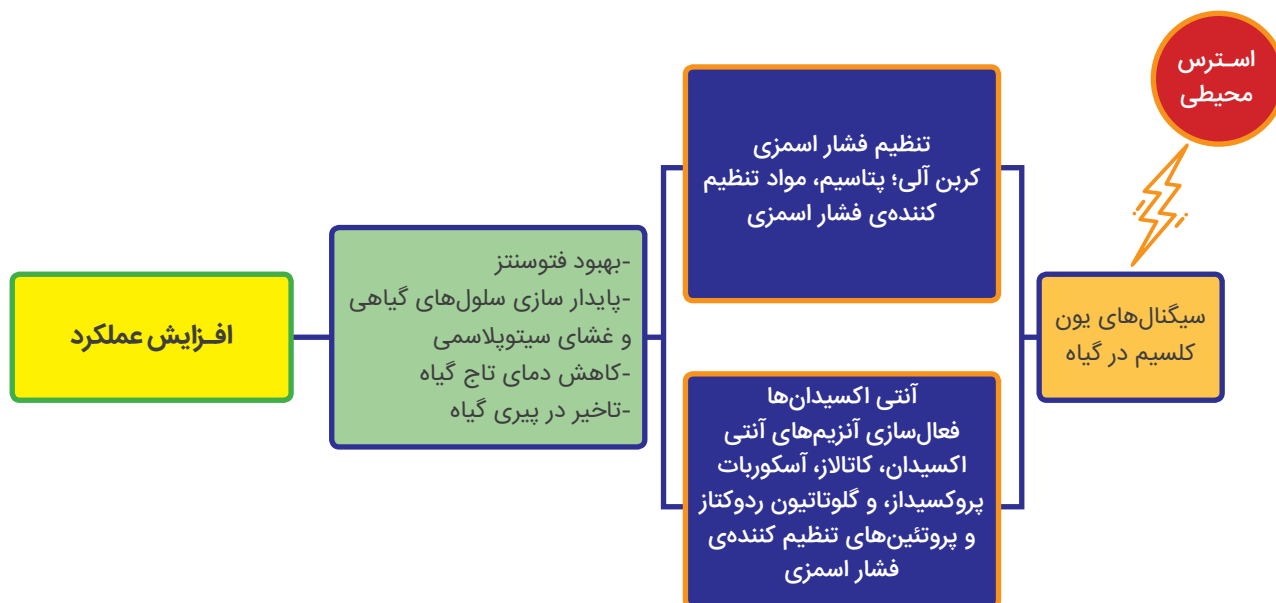 اسـترس
محیطی
سیگنال‌های یون
کلسیم در گیاه
تنظیم فشار اسمزی
کربن آلی؛ پتاسیم، مواد تنظیم
کننده‌ی فشار اسمزی
آنتی اکسیدان‌ها
فعال‌سازی آنزیم‌های آنتی
اکسیدان، کاتالاز، آسکوربات
پروکسیداز، و گلوتاتیون ردوکتاز
و پروتئین‌های تنظیم کننده‌ی
فشار اسمزی
-بهبود فتوسنتز
-پایدار سازی سلول‌های گیاهی
و غشای سیتوپلاسمی
-کاهش دمای تاج گیاه
-تاخیر در پیری گیاه
افـزایش عملکرد